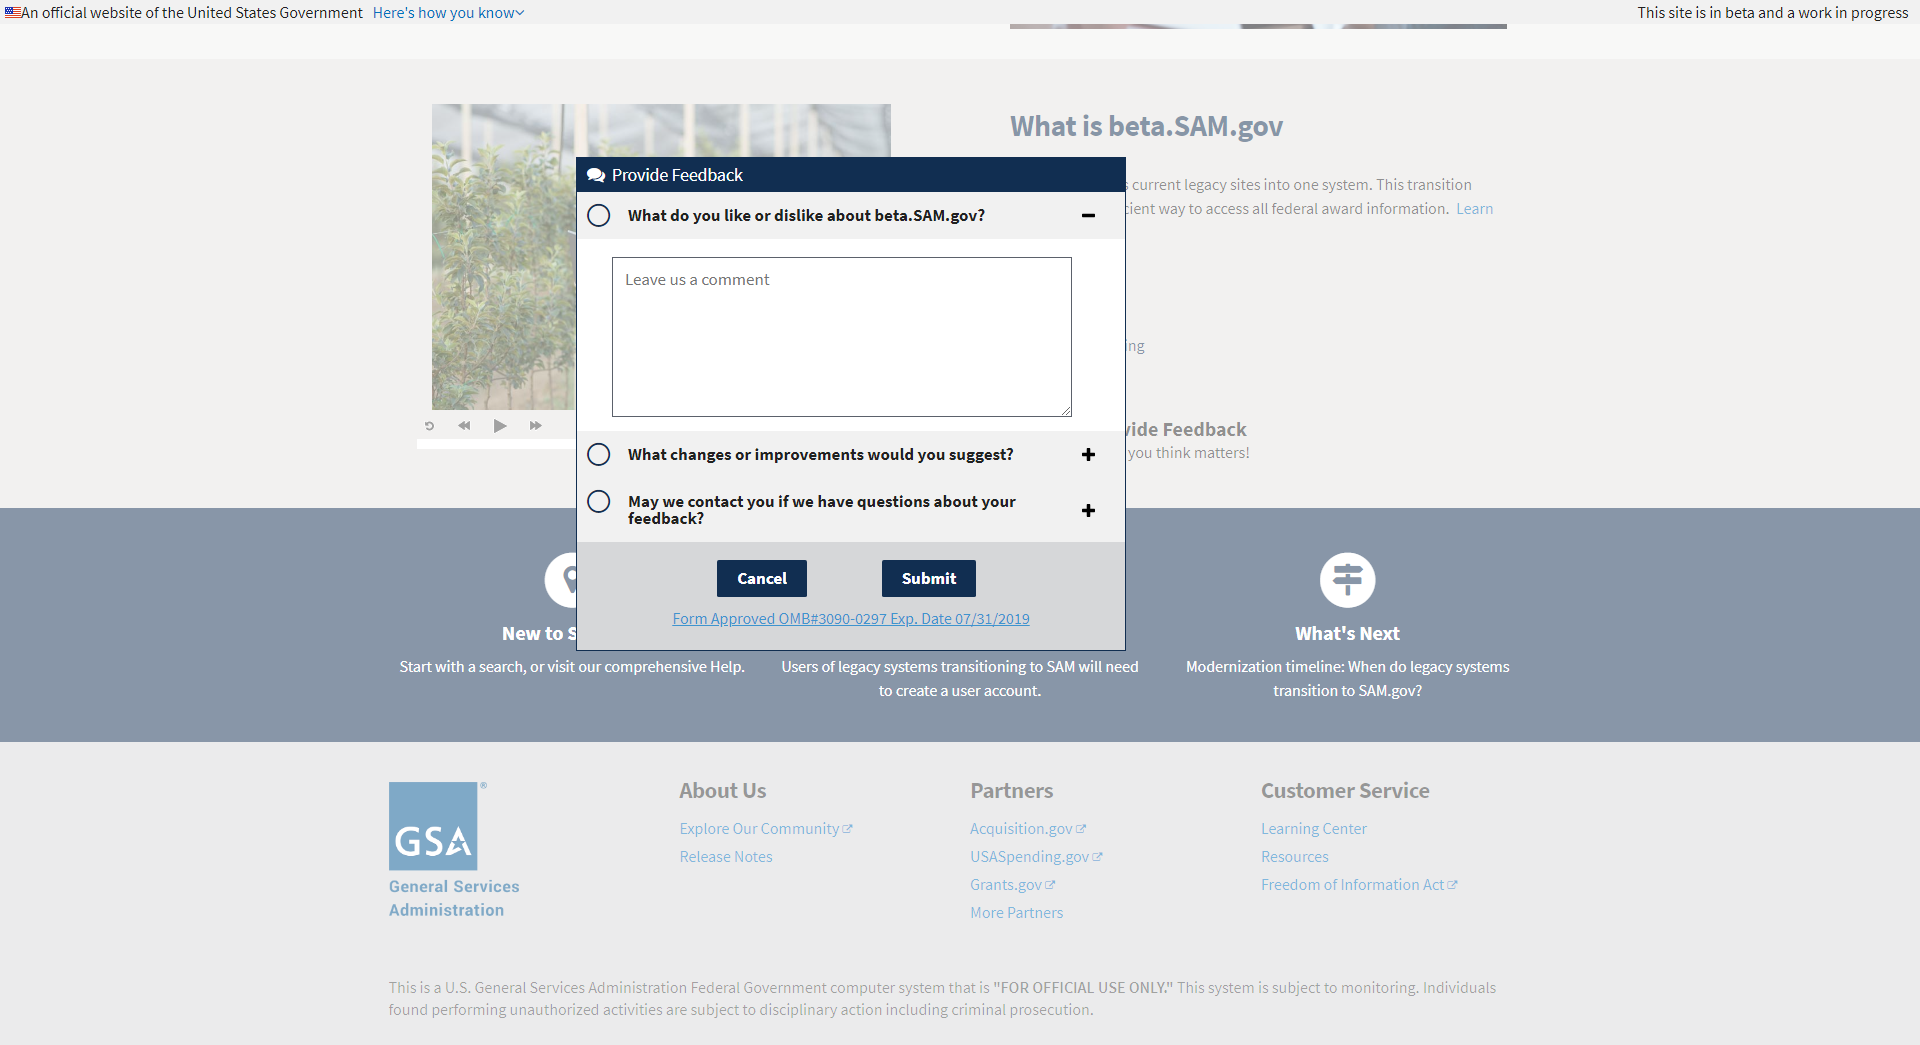 An official website of the United States Government Here's how you know
This site is in beta and a work in progress
What is beta.SAM.gov
current legacy sites into one system. This transition
way to access all federal award information. Learn
Provide Feedback
What do you like or dislike about beta.SAM.gov?
Leave us a comment
What changes or improvements would you suggest?
May we contact you if we have questions about your
feedback?
Cancel
Submit
Form Approved OMB#3090-0297 Exp. Date 07/31/2019
Feedback
you think matters!
New to
Start with a search, or visit our comprehensive Help.
Users of legacy systems transitioning to SAM will need
to create a user account.
What's Next
Modernization timeline: When do legacy systems
transition to SAM.gov?
GSA
®
General Services
Administration
About Us
Explore Our Community
Release Notes
Partners
Acquisition.gov
USASpending.gov
Grants.gov
More Partners
Customer Service
Learning Center
Resources
Freedom of Information Act
This is a U.S. General Services Administration Federal Government computer system that is "FOR OFFICIAL USE ONLY." This system is subject to monitoring. Individuals
found performing unauthorized activities are subject to disciplinary action including criminal prosecution.